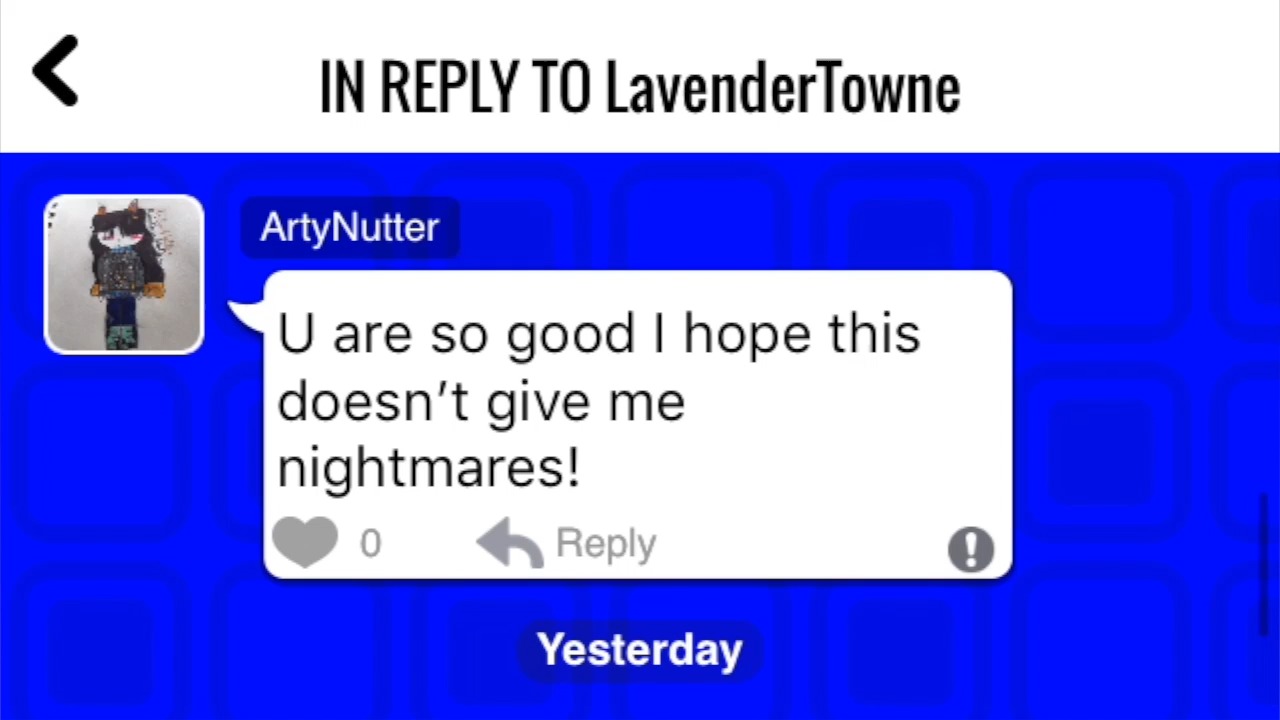 IN REPLY TO LavenderTowne
ArtyNutter
U are so good I hope this
doesn’t give me
nightmares!
0 Reply
Yesterday